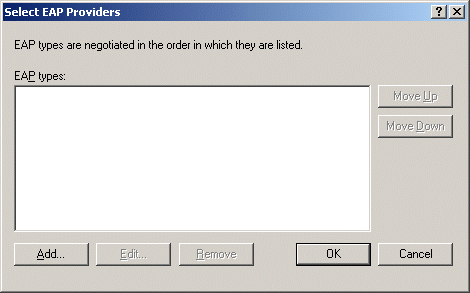 Select EAP Providers
EAP types are negotiated in the order in which they are listed.
EAP types:
Move Up
Move Down
Add...
Edit...
Remove
OK
Cancel